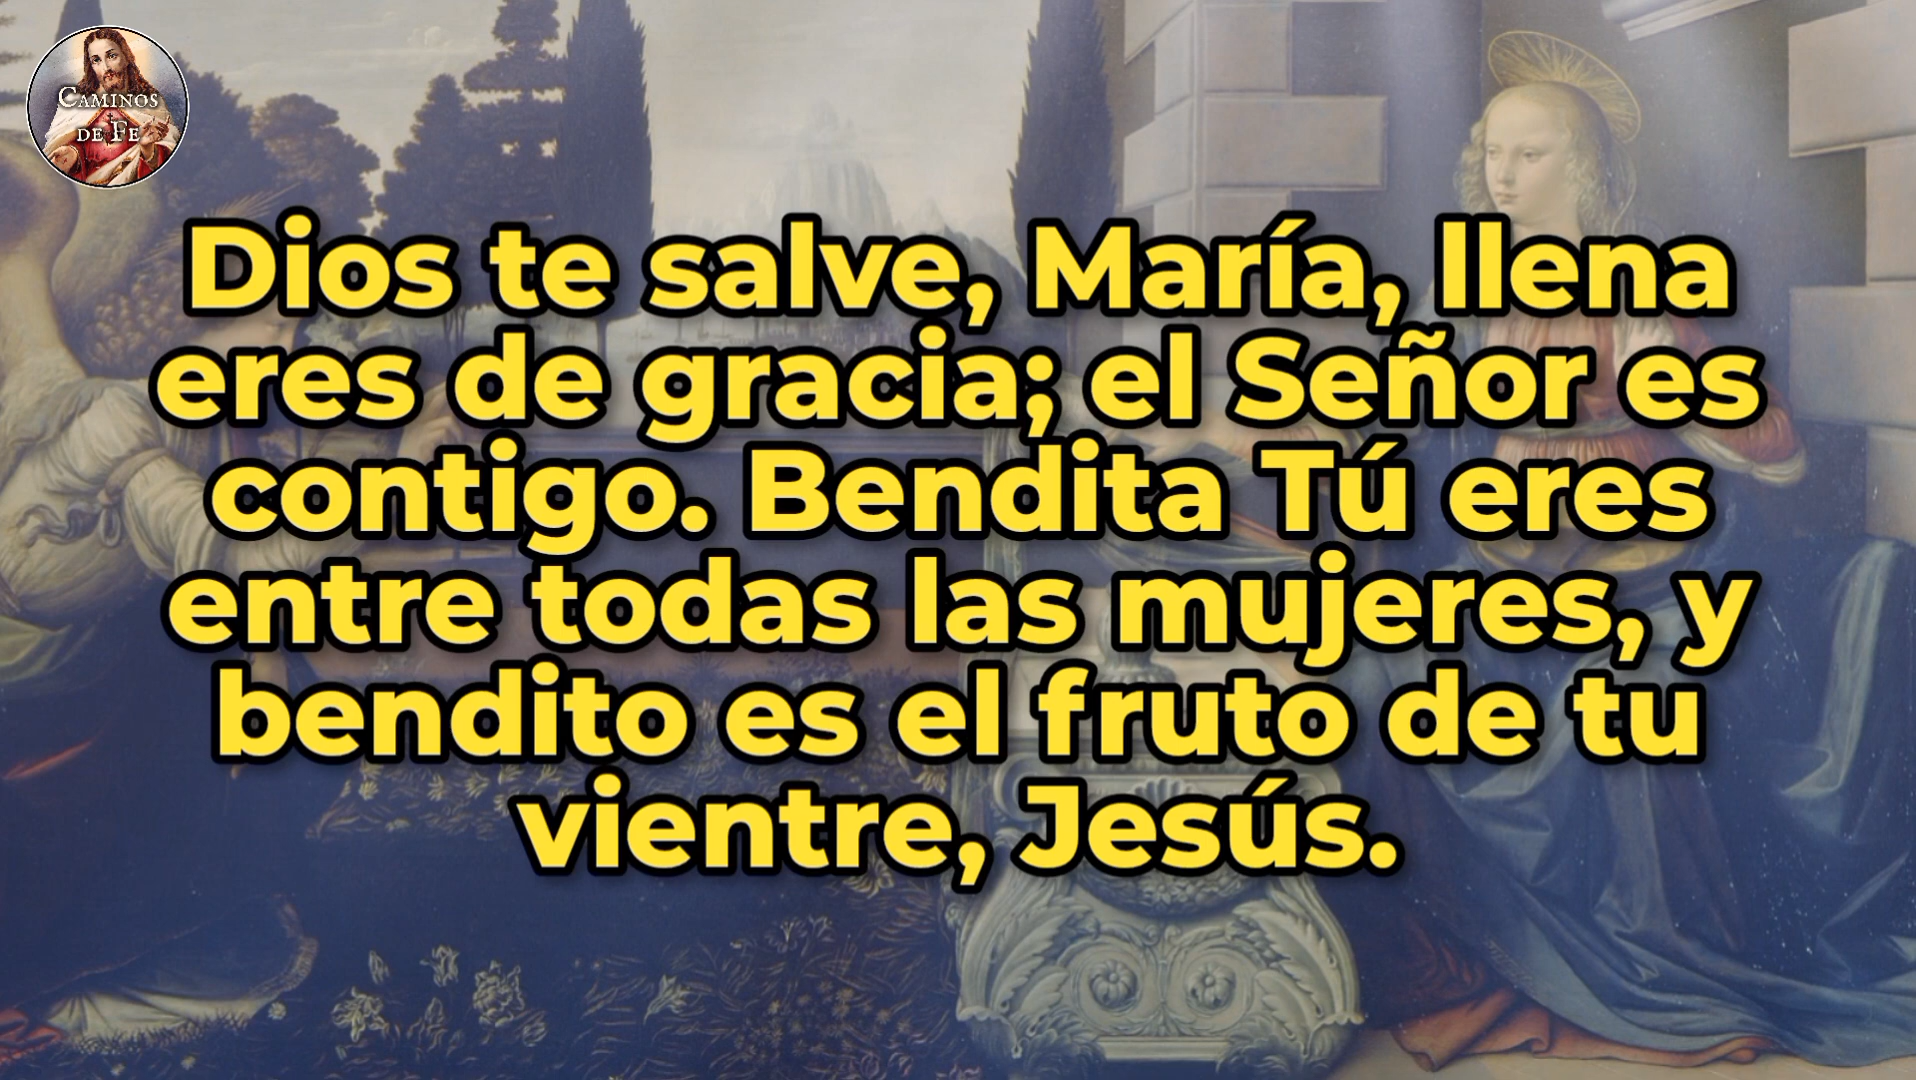 CAMINOS
DE FE
Dios te salve, María, llena
eres de gracia; el Señor es
contigo. Bendita Tú eres
entre todas las mujeres, y
bendito es el fruto de tu
vientre, Jesús.